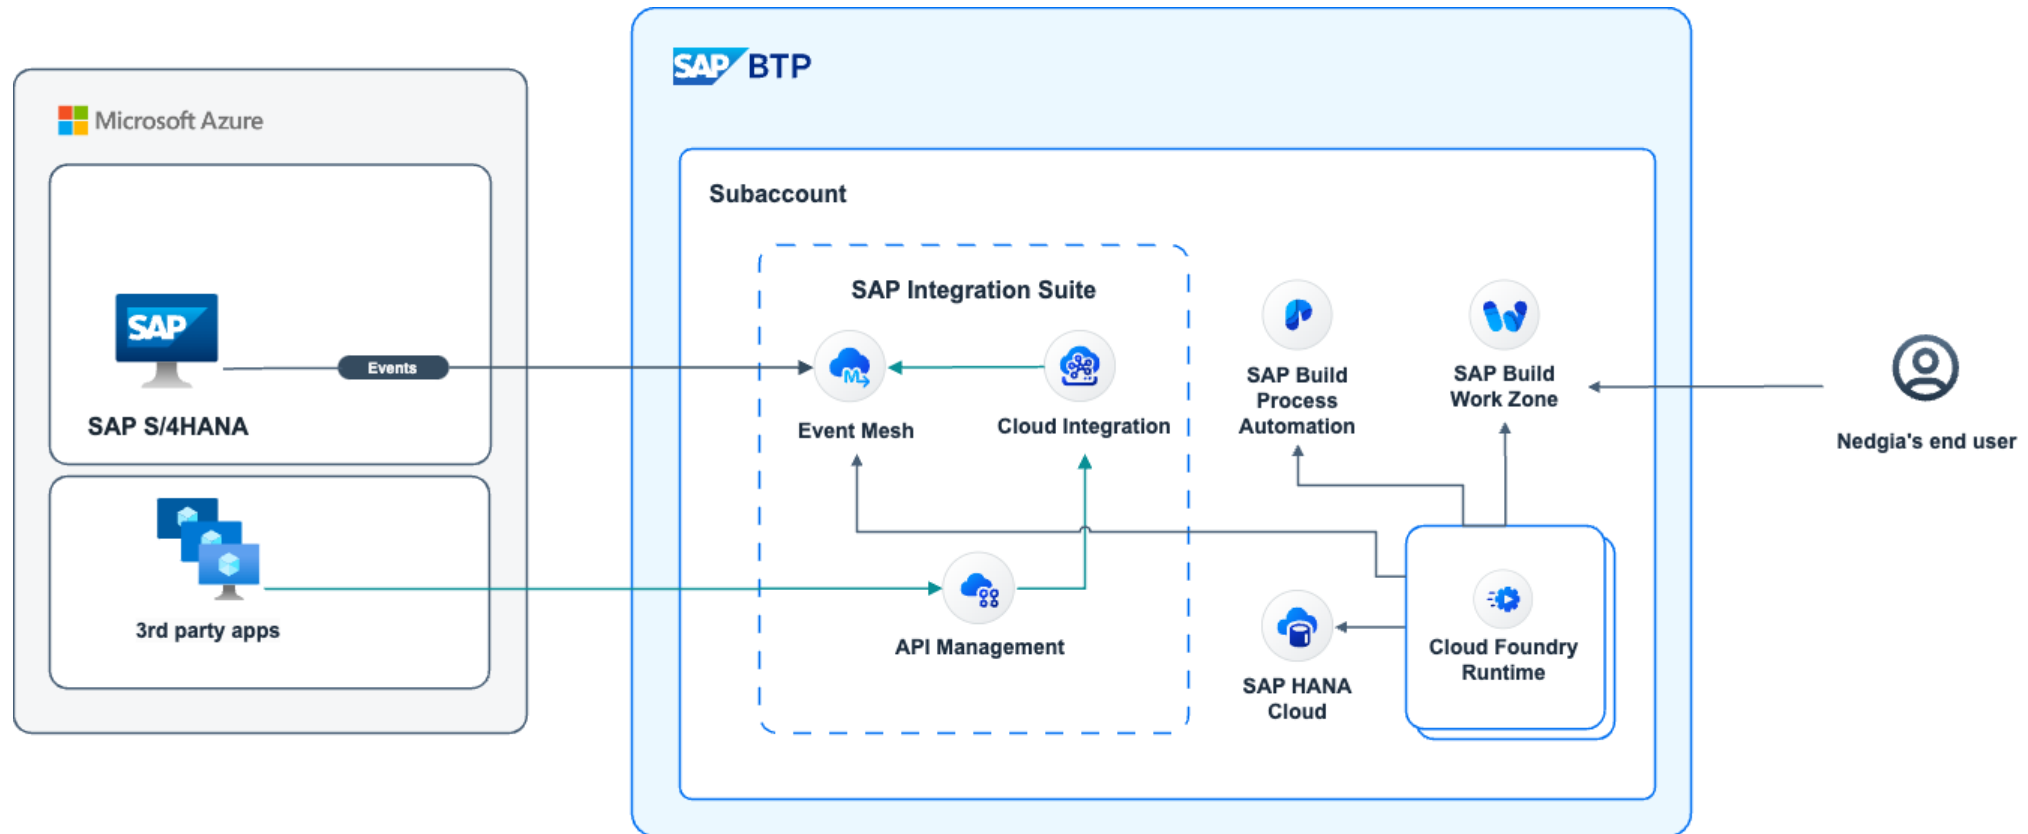 SAP BTP
Microsoft Azure
Subaccount
SAP Integration Suite
SAP
Events
SAP S/4HANA
M
Event Mesh
Cloud Integration
SAP Build
Process
Automation
SAP Build
Work Zone
Nedgia's end user
3rd party apps
API Management
SAP HANA
Cloud
Cloud Foundry
Runtime